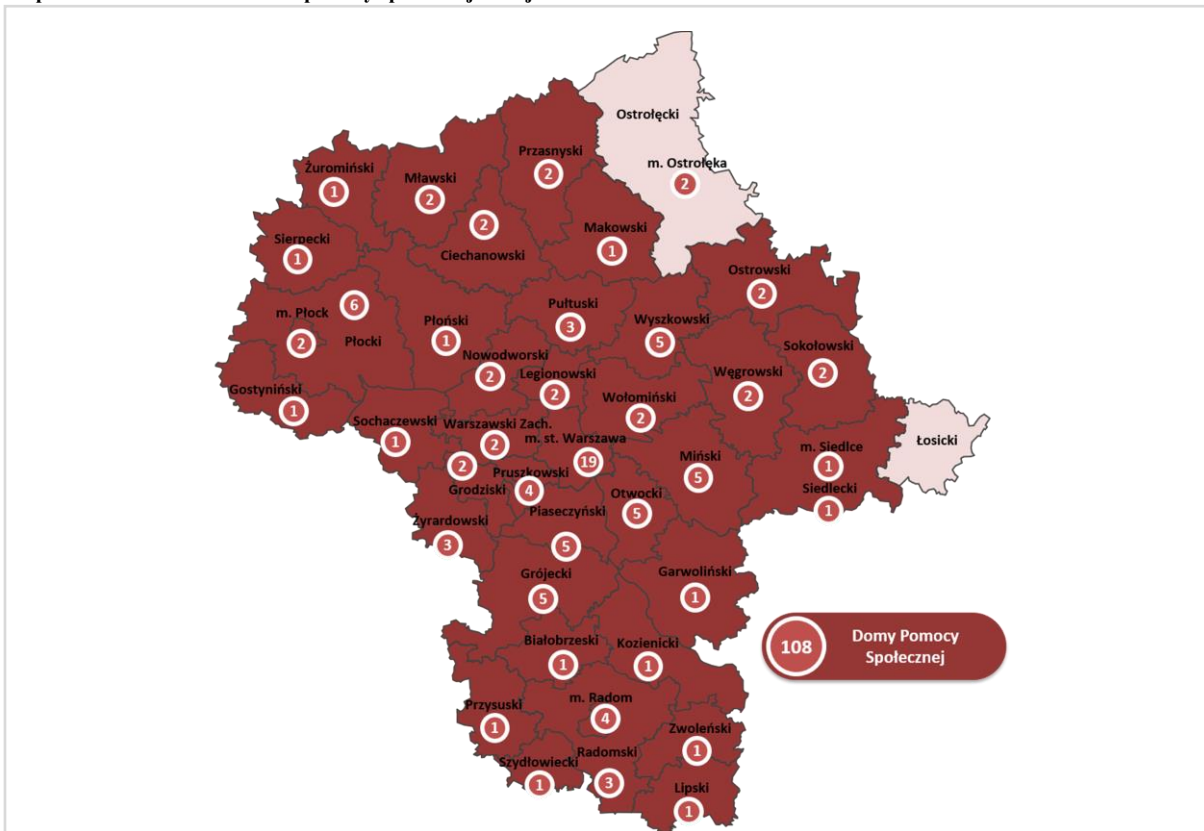 Ostrołęcki
m. Ostrołęka
2
Przasnyski
2
Żuromiński
1
Mławski
2
2
Ciechanowski
Makowski
1
Sierpecki
1
Ostrowski
2
6
m. Płock
2
Płocki
Płoński
1
Pułtuski
3
Wyszkowski
5
Sokołowski
2
Nowodworski
2
Legionowski
2
Węgrowski
2
Gostyniński
1
Wołomiński
2
Sochaczewski
1
Warszawski Zach.
2
m. st. Warszawa
19
2
Grodziski
Pruszkowski
4
Miński
5
m. Siedlce
1
Siedlecki
1
Łosicki
Otwocki
5
Piaseczyński
5
Żyrardowski
3
Grójecki
5
Garwoliński
1
Białobrzeski
1
Kozienicki
1
108
Domy Pomocy
Społecznej
m. Radom
4
Przysuski
1
Zwoleński
1
Szydłowiecki
1
Radomski
3
Lipski
1